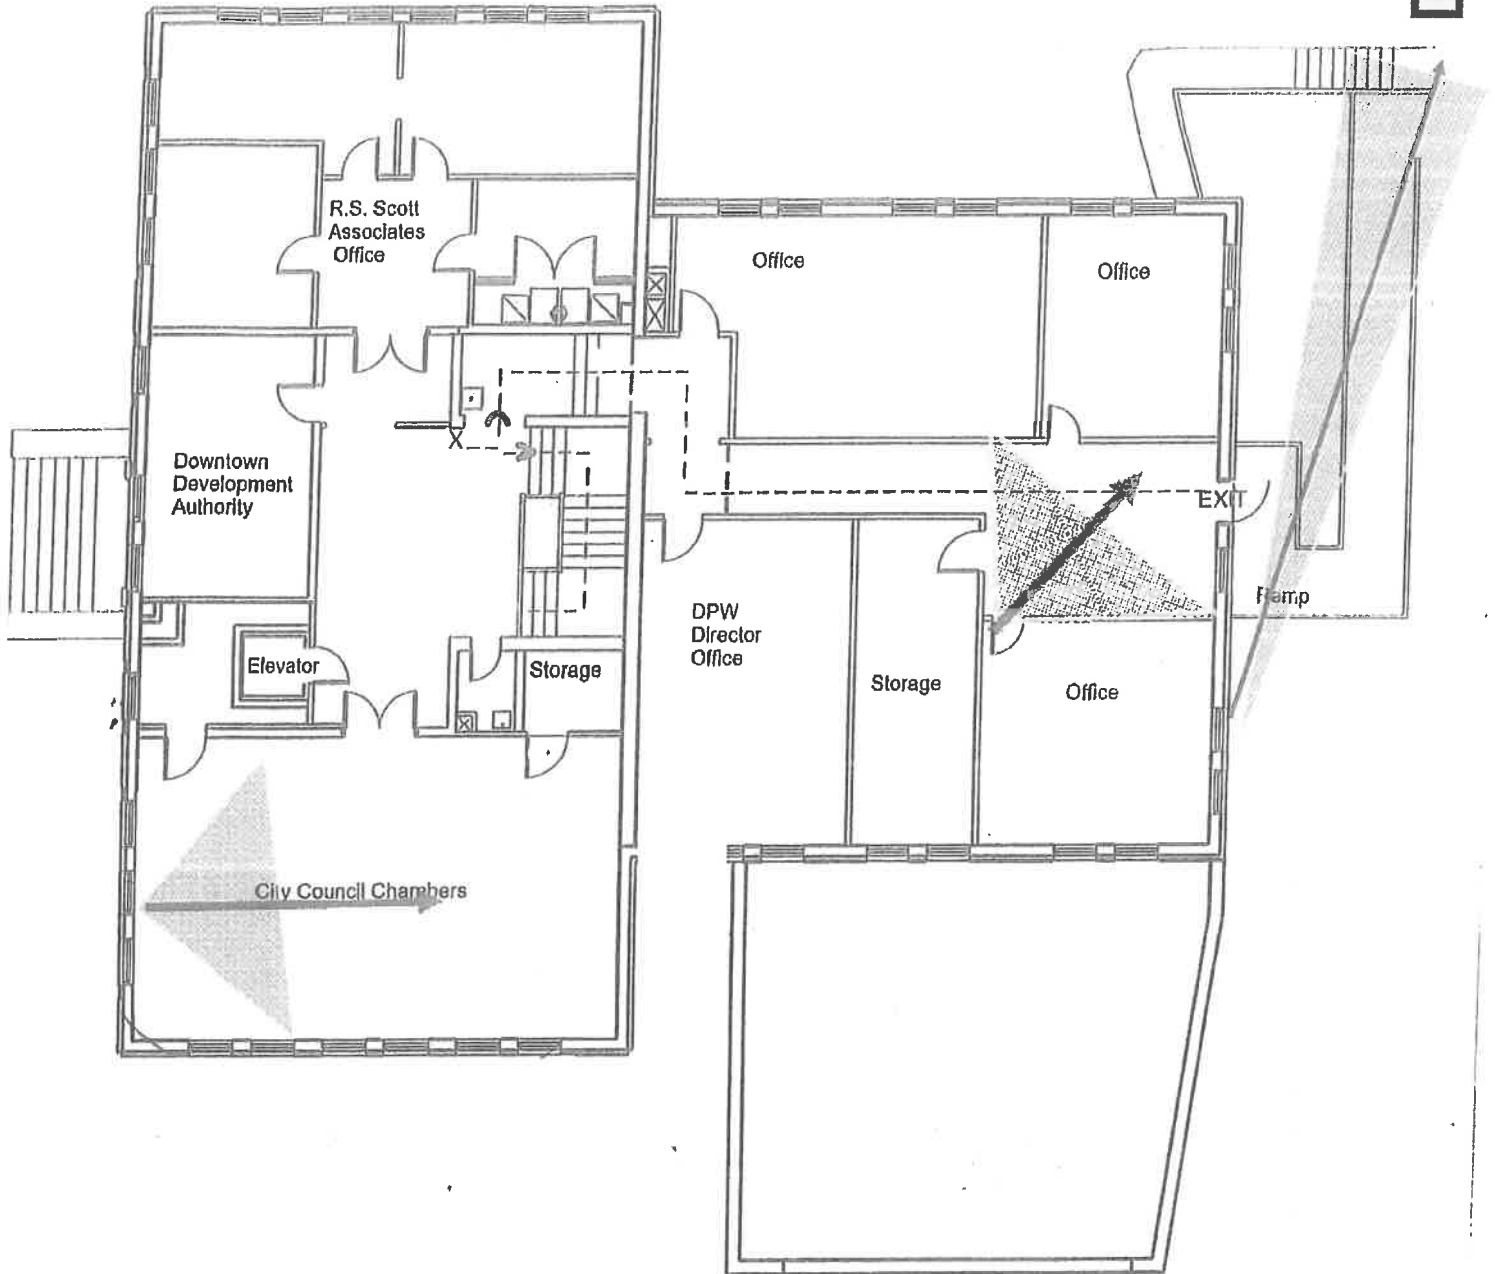 R.S. Scott
Associates
Office
Office
Office
X
Downtown
Development
Authority
EXIT
Ramp
DPW
Director
Office
Elevator
Storage
Storage
Office
City Council Chambers